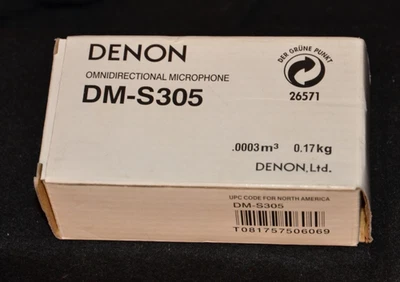 DENON
OMNIDIRECTIONAL MICROPHONE
DM-S305
DER GRÜNE PUNKT
26571
.0003m³ 0.17kg
DENON, Ltd.
UPC CODE FOR NORTH AMERICA
DM-S305
T081757506069